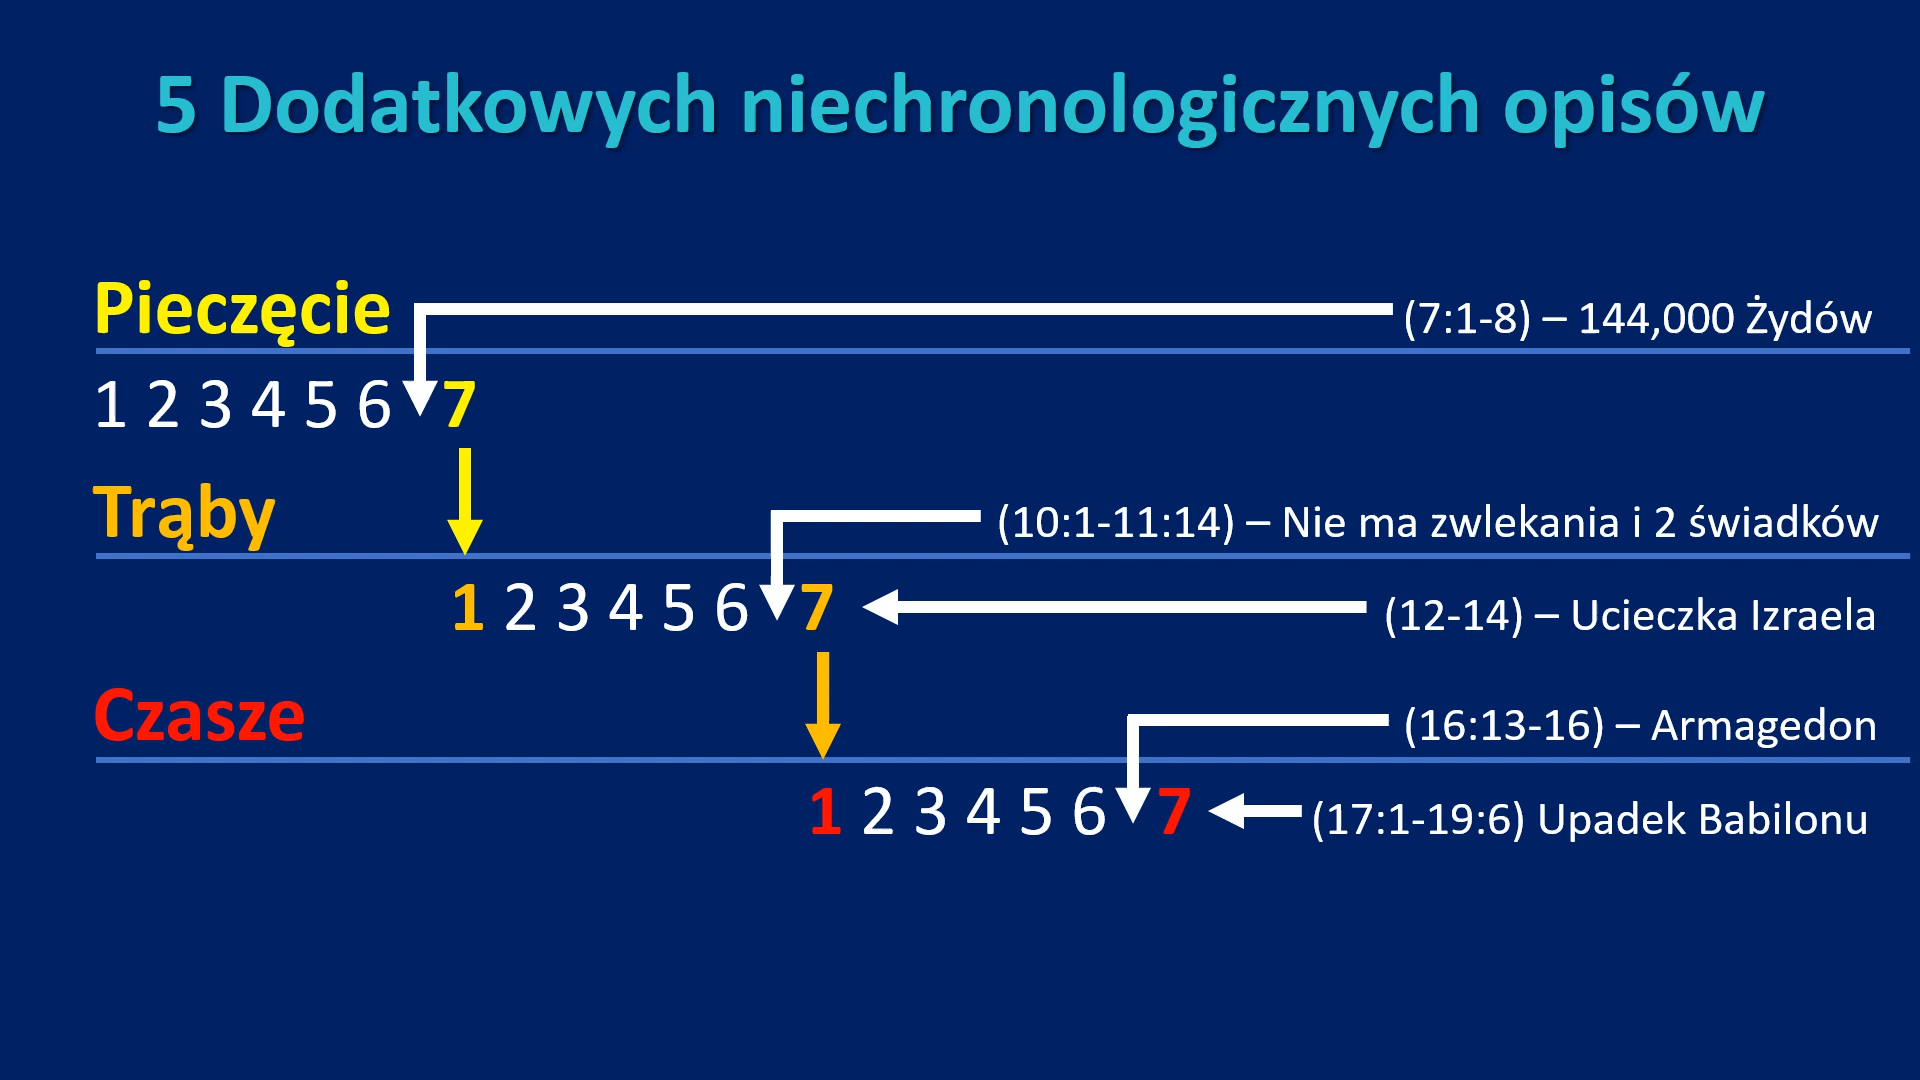 5 Dodatkowych niechronologicznych opisów
Pieczęcie
(7:1-8) – 144,000 Żydów
1 2 3 4 5 6 7
Trąby
(10:1-11:14) – Nie ma zwlekania i 2 świadków
1 2 3 4 5 6 7
(12-14) – Ucieczka Izraela
Czasze
(16:13-16) – Armagedon
1 2 3 4 5 6 7
(17:1-19:6) Upadek Babilonu